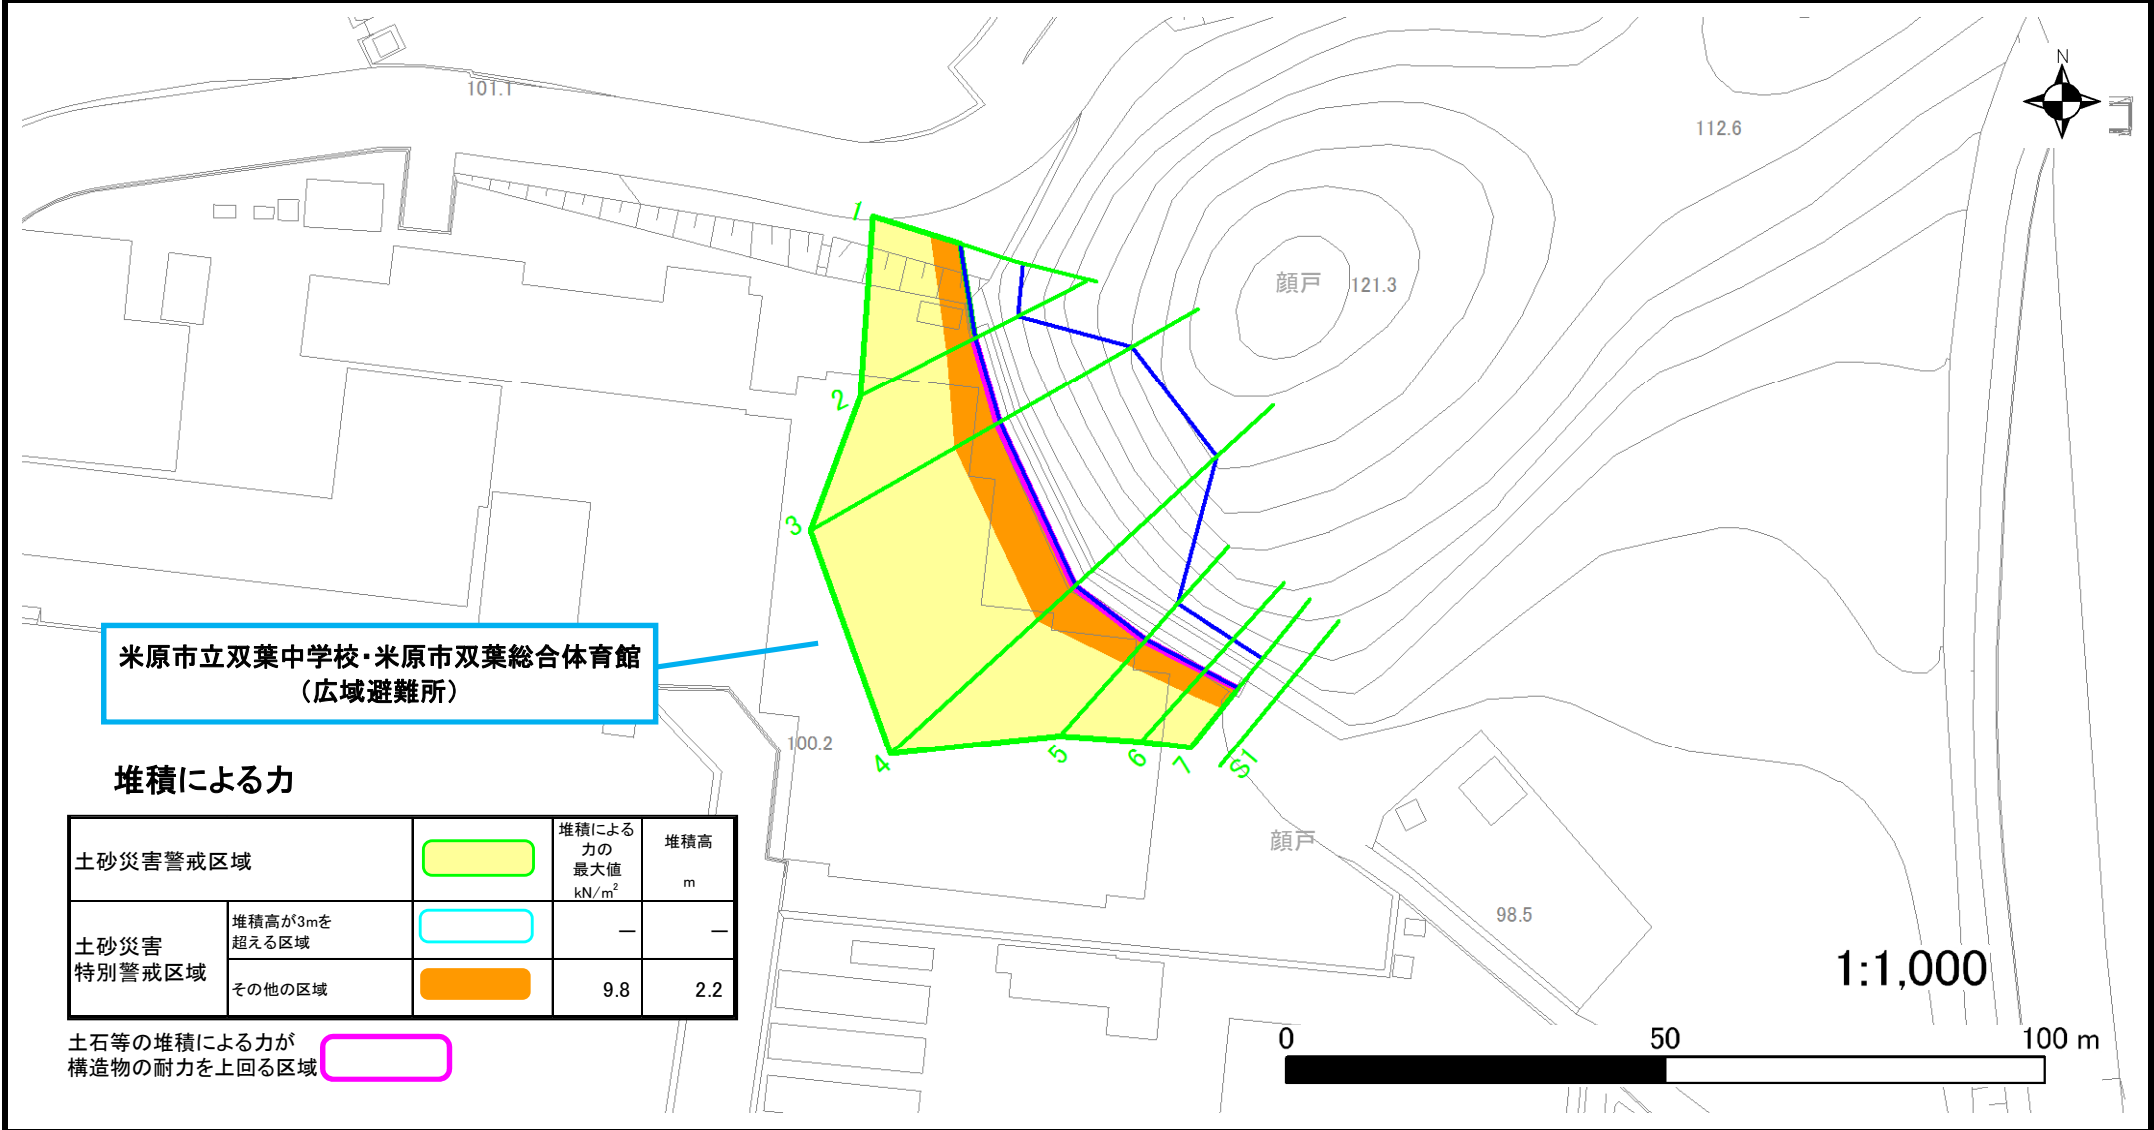 101.1
N
112.6
1
顔戸
121.3
2
3
米原市立双葉中学校・米原市双葉総合体育館
（広域避難所）
100.2
4
5
6
7
S1
堆積による力
土砂災害警戒区域
堆積による
力の
最大値
kN/m²
堆積高
m
土砂災害
特別警戒区域
堆積高が3mを
超える区域
－
－
その他の区域
9.8
2.2
土石等の堆積による力が
構造物の耐力を上回る区域
顔戸
98.5
1:1,000
0
50
100 m